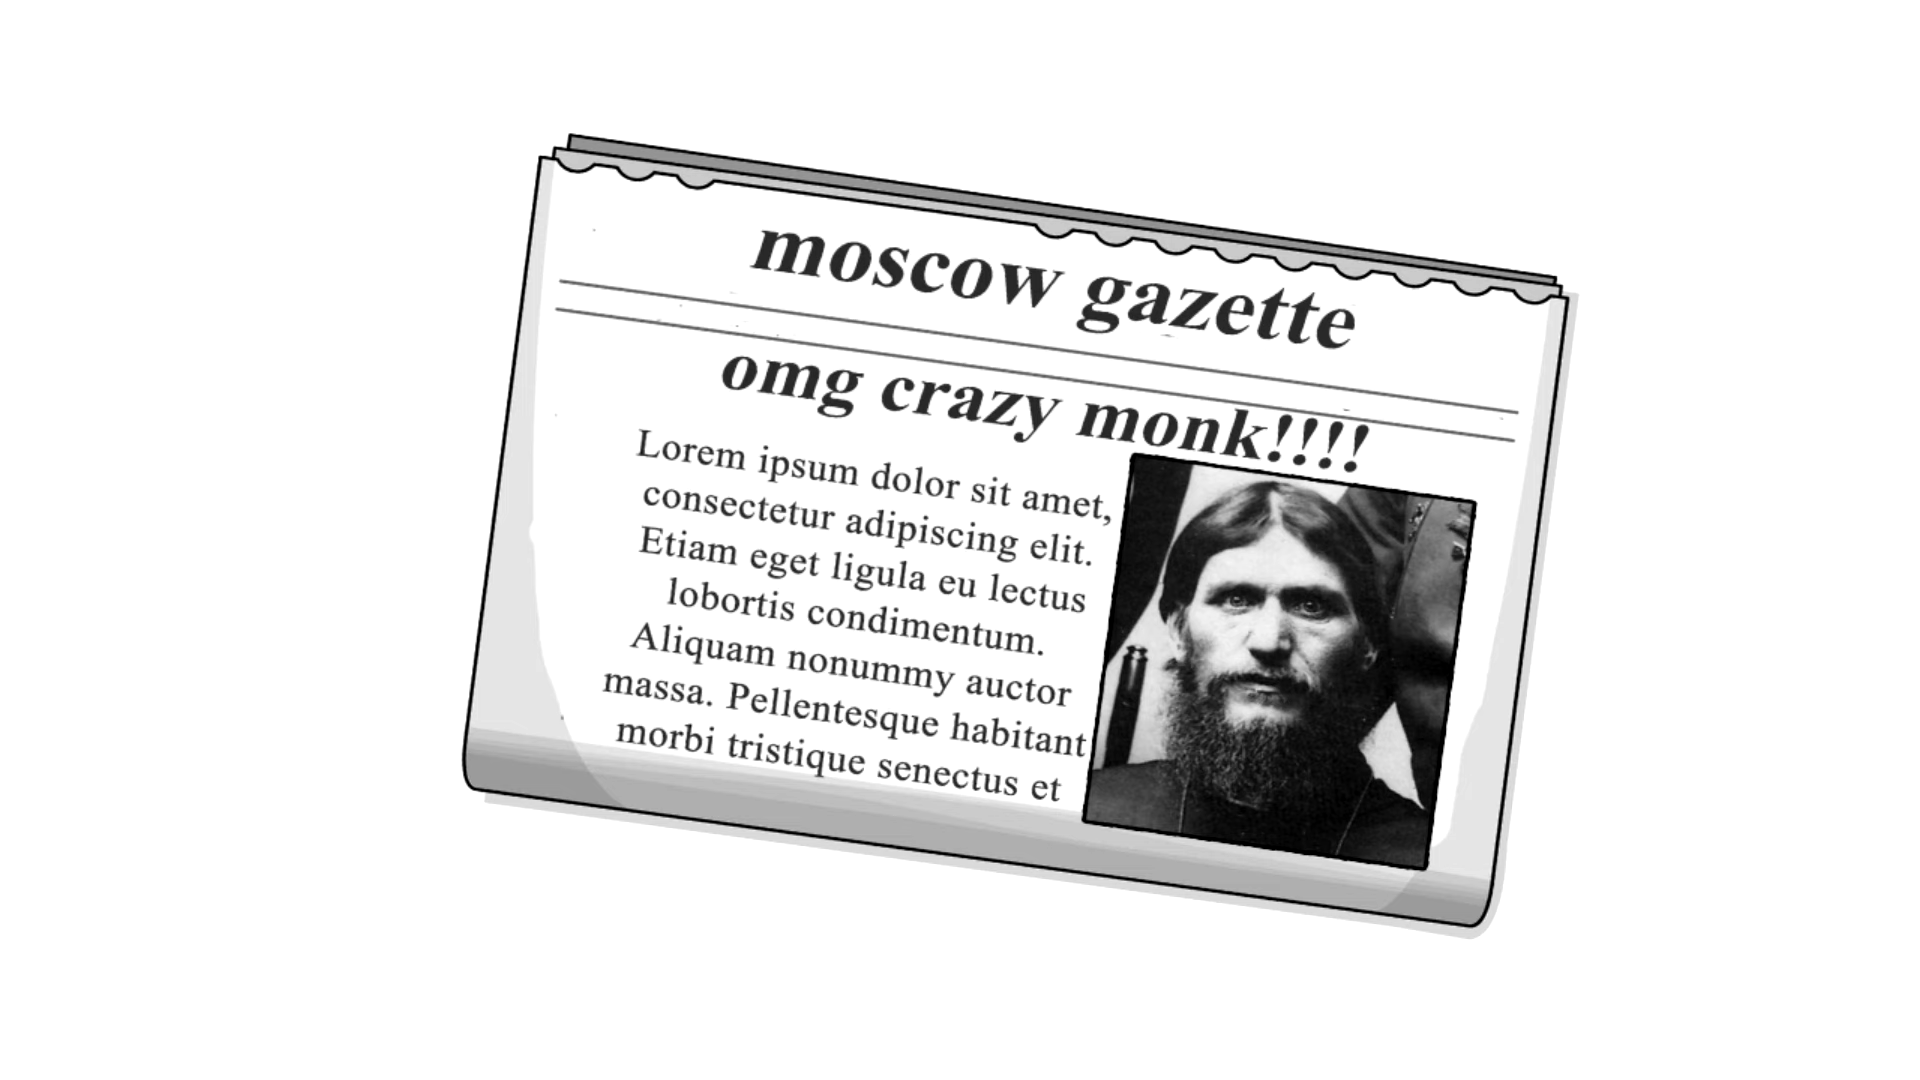 moscow gazette
omg crazy monk!!!!
Lorem ipsum dolor sit amet,
consectetur adipiscing elit.
Etiam eget ligula eu lectus
lobortis condimentum.
Aliquam nonummy auctor
massa. Pellentesque habitant
morbi tristique senectus et